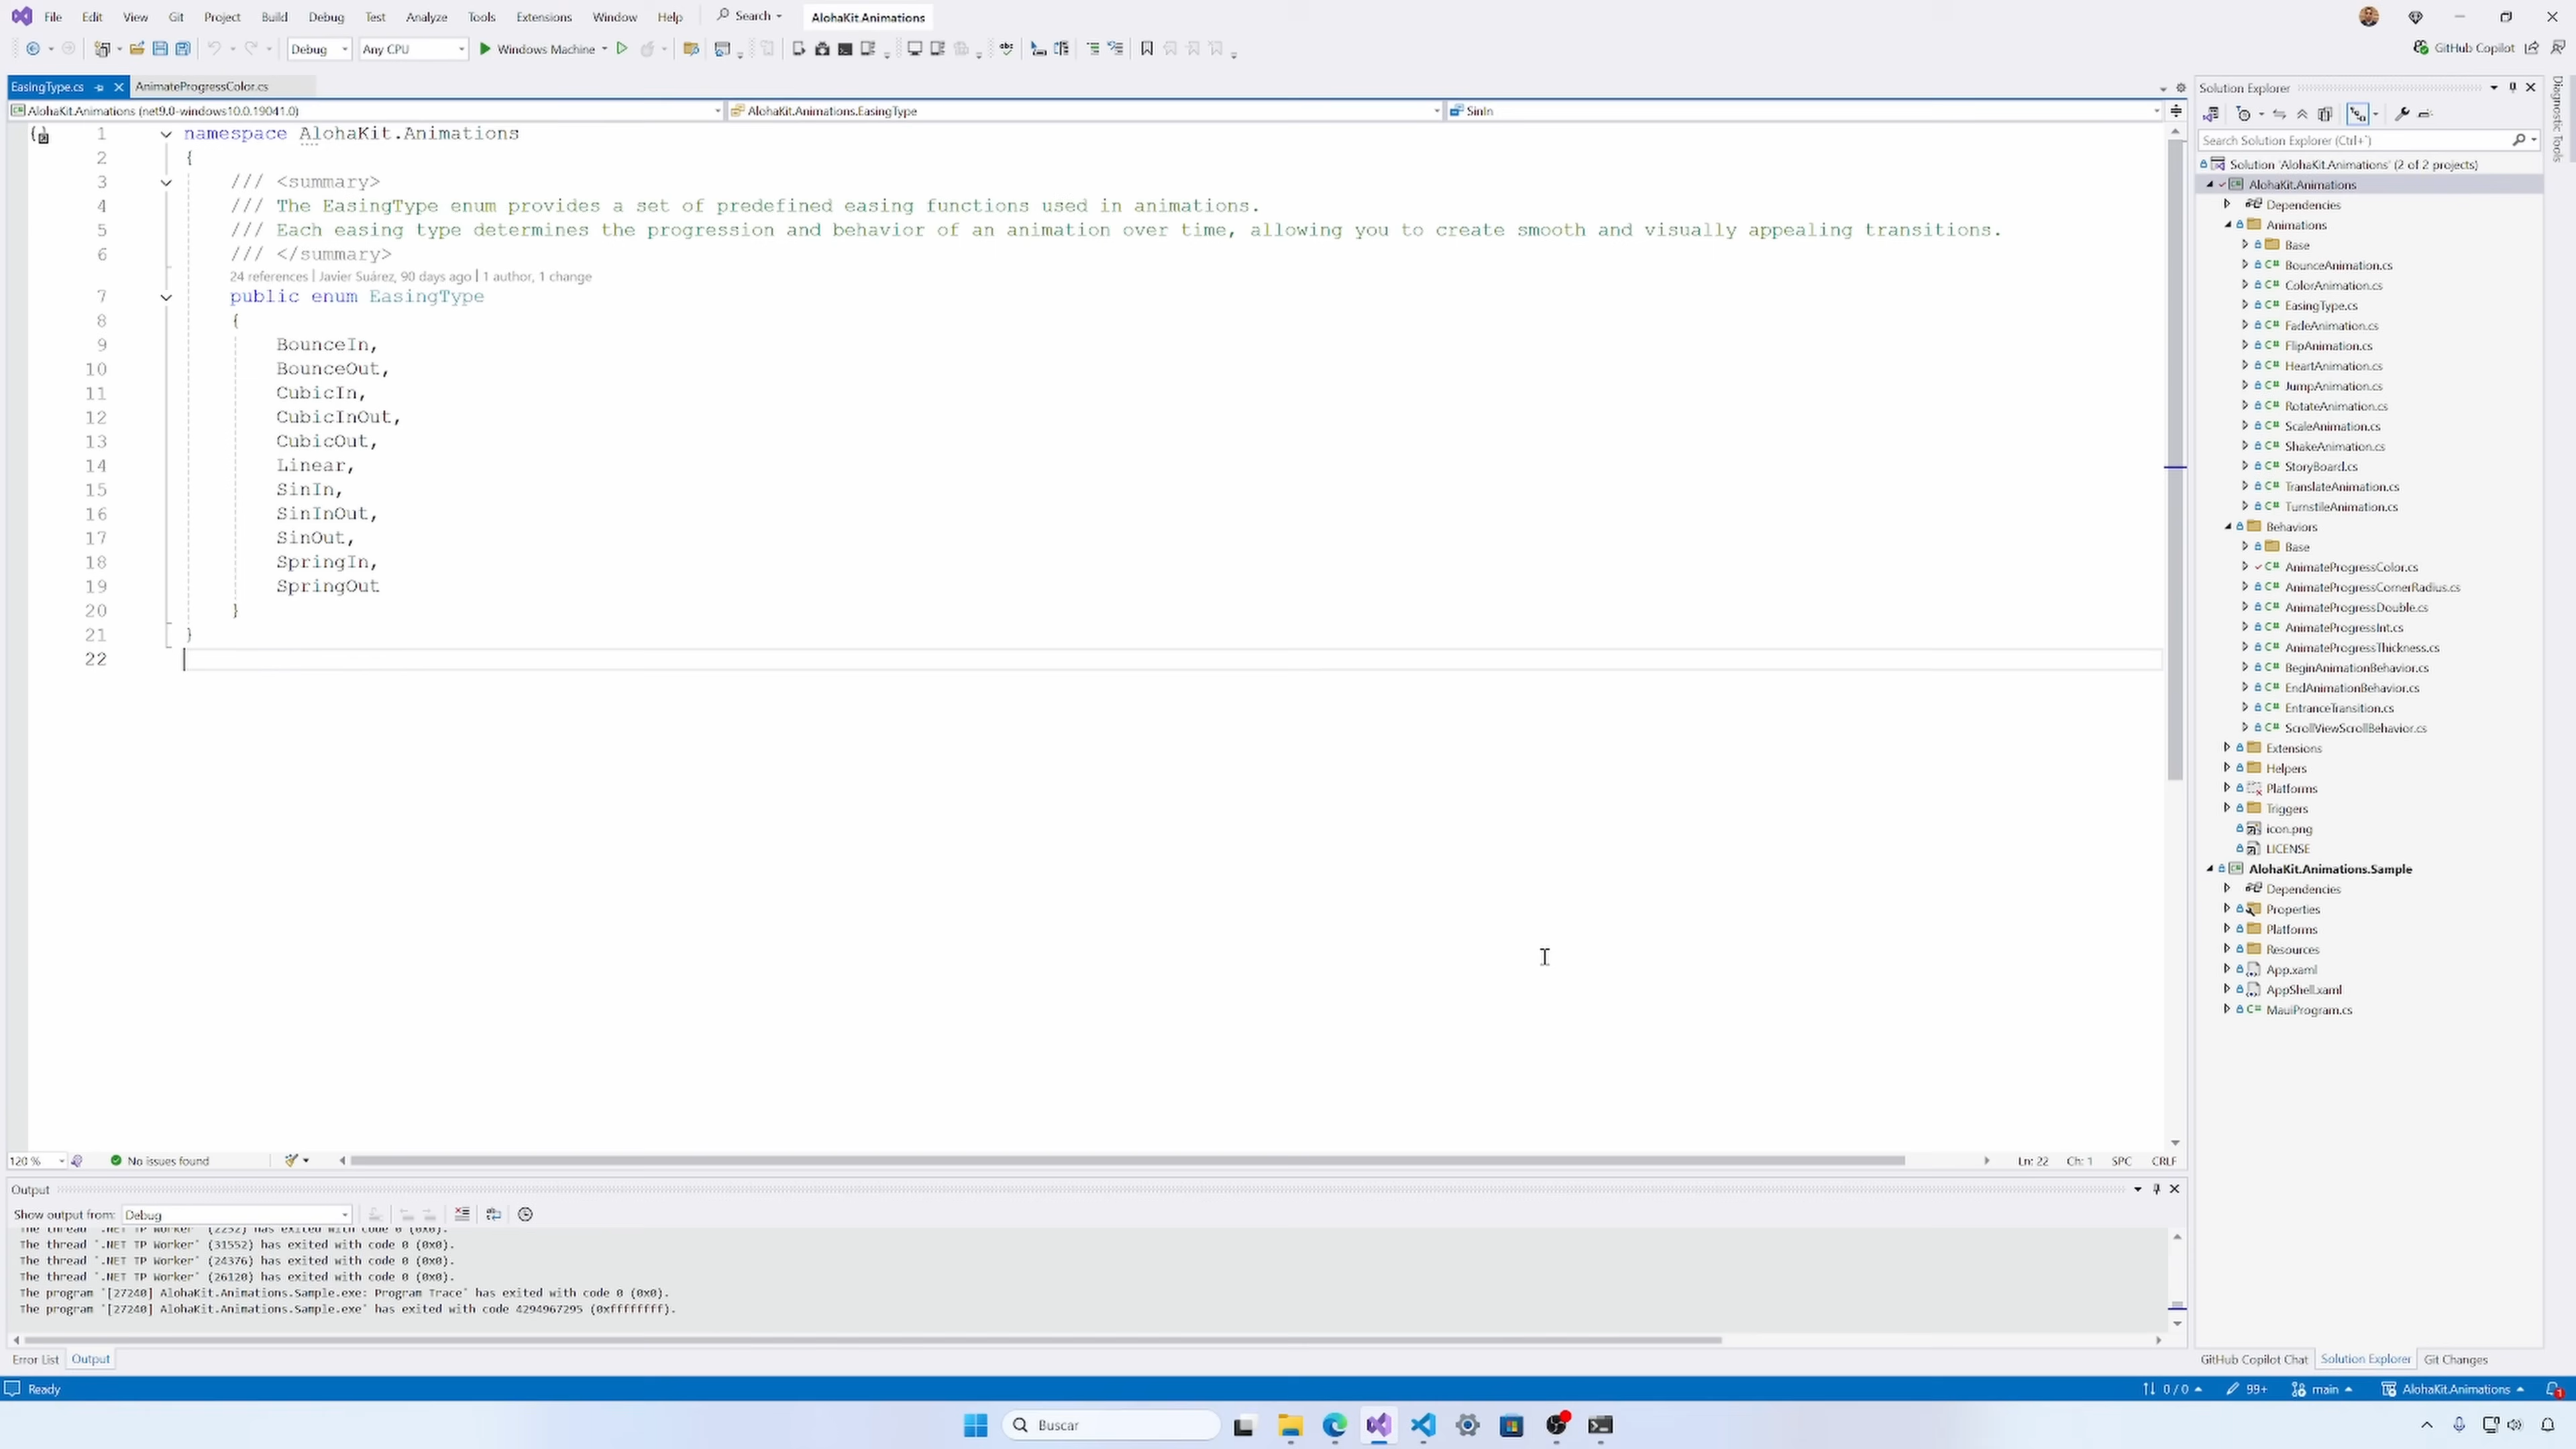 File Edit View Git Project Build Debug Test Analyze Tools Extensions Window Help Search AlohaKit.Animations
Debug Any CPU Windows Machine GitHub Copilot
EasingType.cs AnimateProgressColor.cs
AlohaKit.Animations (net9.0-windows10.0.19041.0) AlohaKit.Animations.EasingType SinIn
1 namespace AlohaKit.Animations
2 {
3 /// <summary>
4 /// The EasingType enum provides a set of predefined easing functions used in animations.
5 /// Each easing type determines the progression and behavior of an animation over time, allowing you to create smooth and visually appealing transitions.
6 /// </summary>
24 references | Javier Suárez, 90 days ago | 1 author, 1 change
7 public enum EasingType
8 {
9 BounceIn,
10 BounceOut,
11 CubicIn,
12 CubicInOut,
13 CubicOut,
14 Linear,
15 SinIn,
16 SinInOut,
17 SinOut,
18 SpringIn,
19 SpringOut
20 }
21 }
22
120 % No issues found Ln: 22 Ch: 1 SPC CRLF
Output
Show output from: Debug
The thread '.NET TP Worker' (2252) has exited with code 0 (0x0).
The thread '.NET TP Worker' (31552) has exited with code 0 (0x0).
The thread '.NET TP Worker' (24376) has exited with code 0 (0x0).
The thread '.NET TP Worker' (26120) has exited with code 0 (0x0).
The program '[27240] AlohaKit.Animations.Sample.exe: Program Trace' has exited with code 0 (0x0).
The program '[27240] AlohaKit.Animations.Sample.exe' has exited with code 4294967295 (0xffffffff).
Error List Output
Solution Explorer
Search Solution Explorer (Ctrl+´)
Solution 'AlohaKit.Animations' (2 of 2 projects)
AlohaKit.Animations
Dependencies
Animations
Base
BounceAnimation.cs
ColorAnimation.cs
EasingType.cs
FadeAnimation.cs
FlipAnimation.cs
HeartAnimation.cs
JumpAnimation.cs
RotateAnimation.cs
ScaleAnimation.cs
ShakeAnimation.cs
StoryBoard.cs
TranslateAnimation.cs
TurnstileAnimation.cs
Behaviors
Base
AnimateProgressColor.cs
AnimateProgressCornerRadius.cs
AnimateProgressDouble.cs
AnimateProgressInt.cs
AnimateProgressThickness.cs
BeginAnimationBehavior.cs
EndAnimationBehavior.cs
EntranceTransition.cs
ScrollViewScrollBehavior.cs
Extensions
Helpers
Platforms
Triggers
icon.png
LICENSE
AlohaKit.Animations.Sample
Dependencies
Properties
Platforms
Resources
App.xaml
AppShell.xaml
MauiProgram.cs
GitHub Copilot Chat Solution Explorer Git Changes
Diagnostic Tools
Ready 0 / 0 99+ main AlohaKit.Animations 1
Buscar